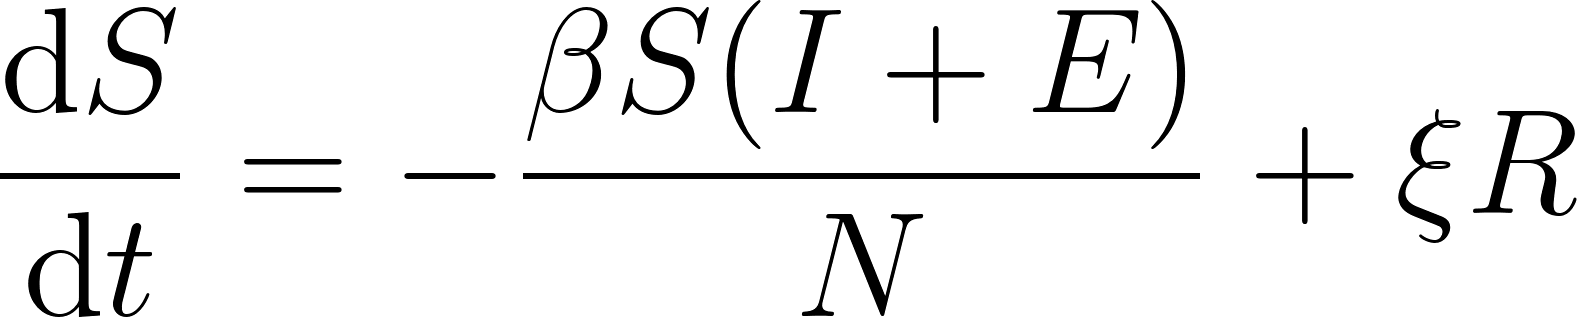 dS/dt = −βS(I + E)/N + ξR